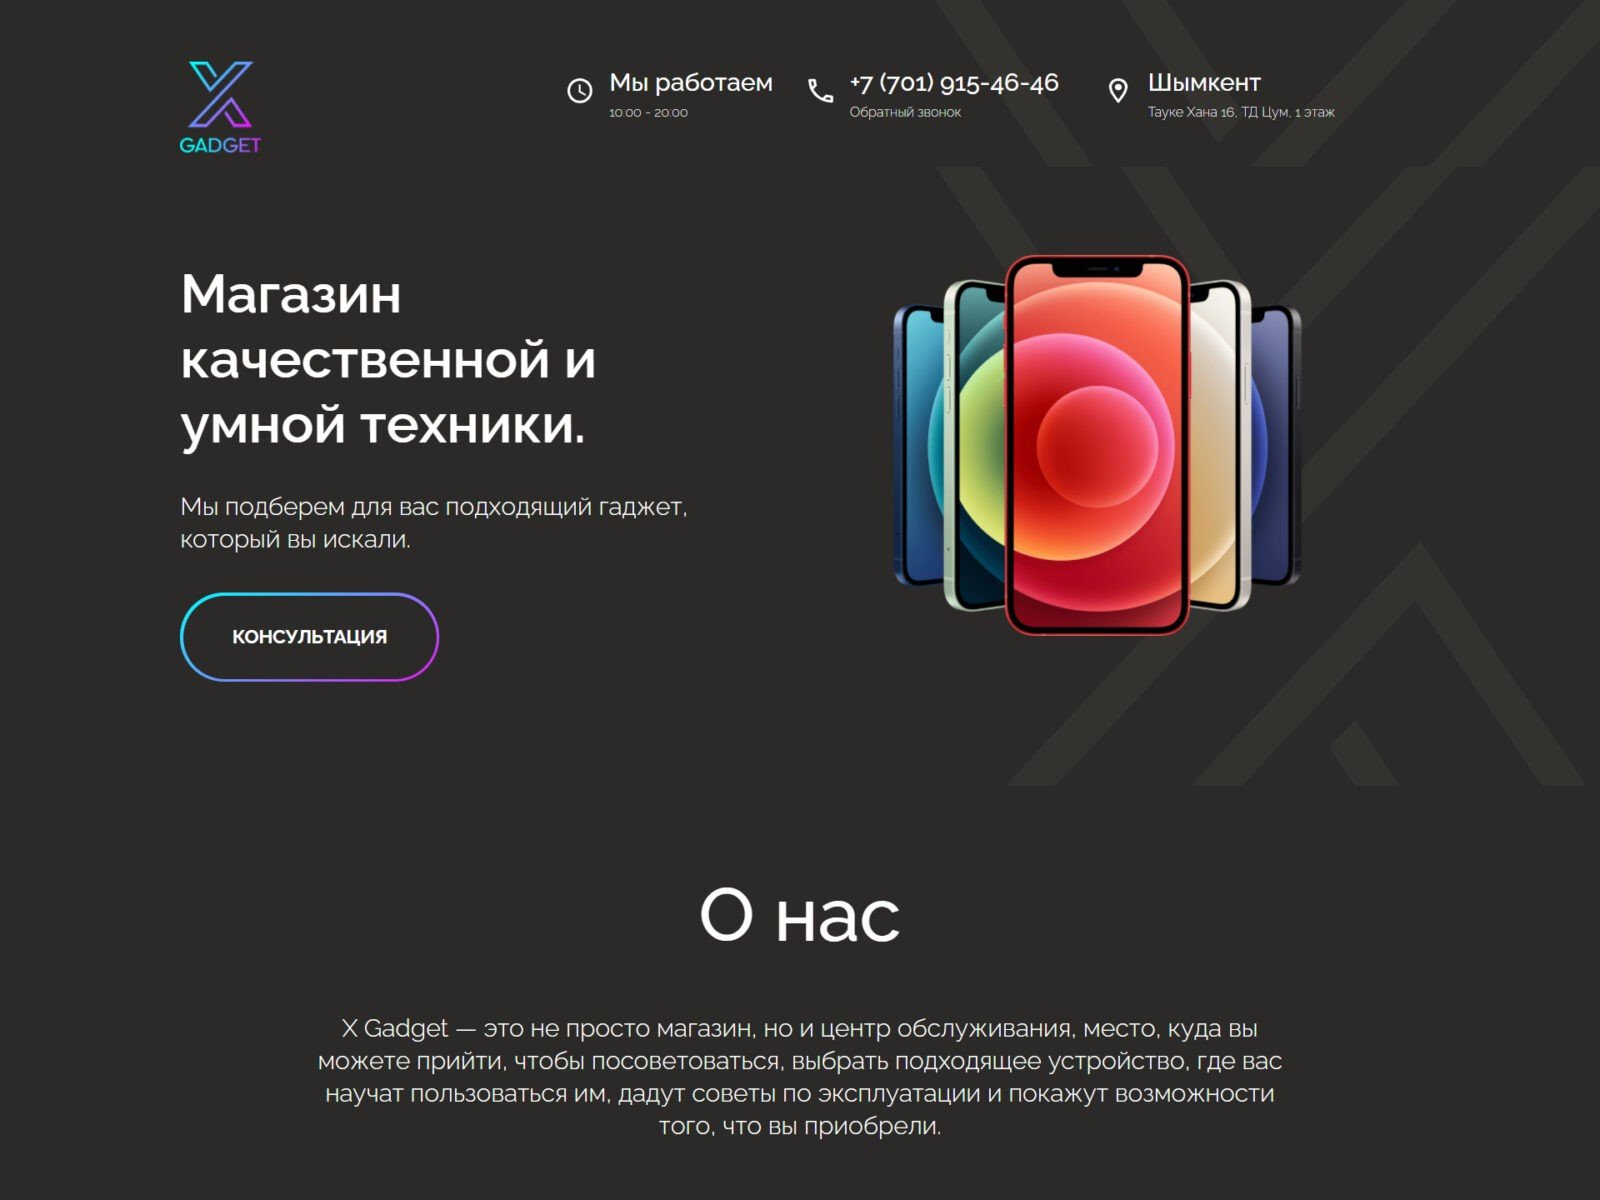 GADGET
Мы работаем
10:00 - 20:00
+7 (701) 915-46-46
Обратный звонок
Шымкент
Тауке Хана 16, ТД Цум, 1 этаж
Магазин
качественной и
умной техники.
Мы подберем для вас подходящий гаджет,
который вы искали.
КОНСУЛЬТАЦИЯ
О нас
X Gadget — это не просто магазин, но и центр обслуживания, место, куда вы
можете прийти, чтобы посоветоваться, выбрать подходящее устройство, где вас
научат пользоваться им, дадут советы по эксплуатации и покажут возможности
того, что вы приобрели.